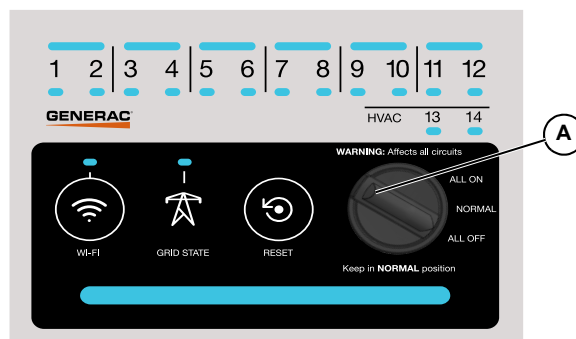 1 2 3 4 5 6 7 8 9 10 11 12
GENERAC
HVAC 13 14
A
WARNING: Affects all circuits
ALL ON
NORMAL
ALL OFF
WI-FI
GRID STATE
RESET
Keep in NORMAL position